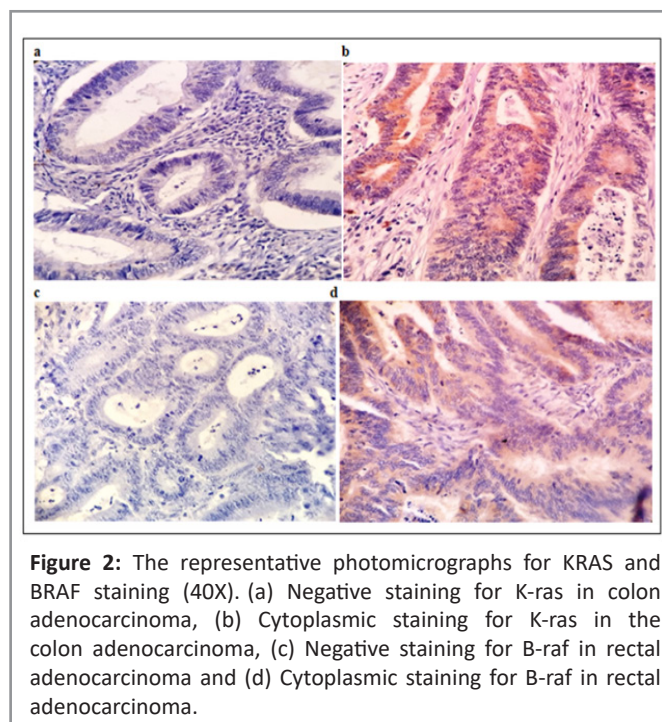 a
b
c
d
Figure 2: The representative photomicrographs for KRAS and
BRAF staining (40X). (a) Negative staining for K-ras in colon
adenocarcinoma, (b) Cytoplasmic staining for K-ras in the
colon adenocarcinoma, (c) Negative staining for B-raf in rectal
adenocarcinoma and (d) Cytoplasmic staining for B-raf in rectal
adenocarcinoma.